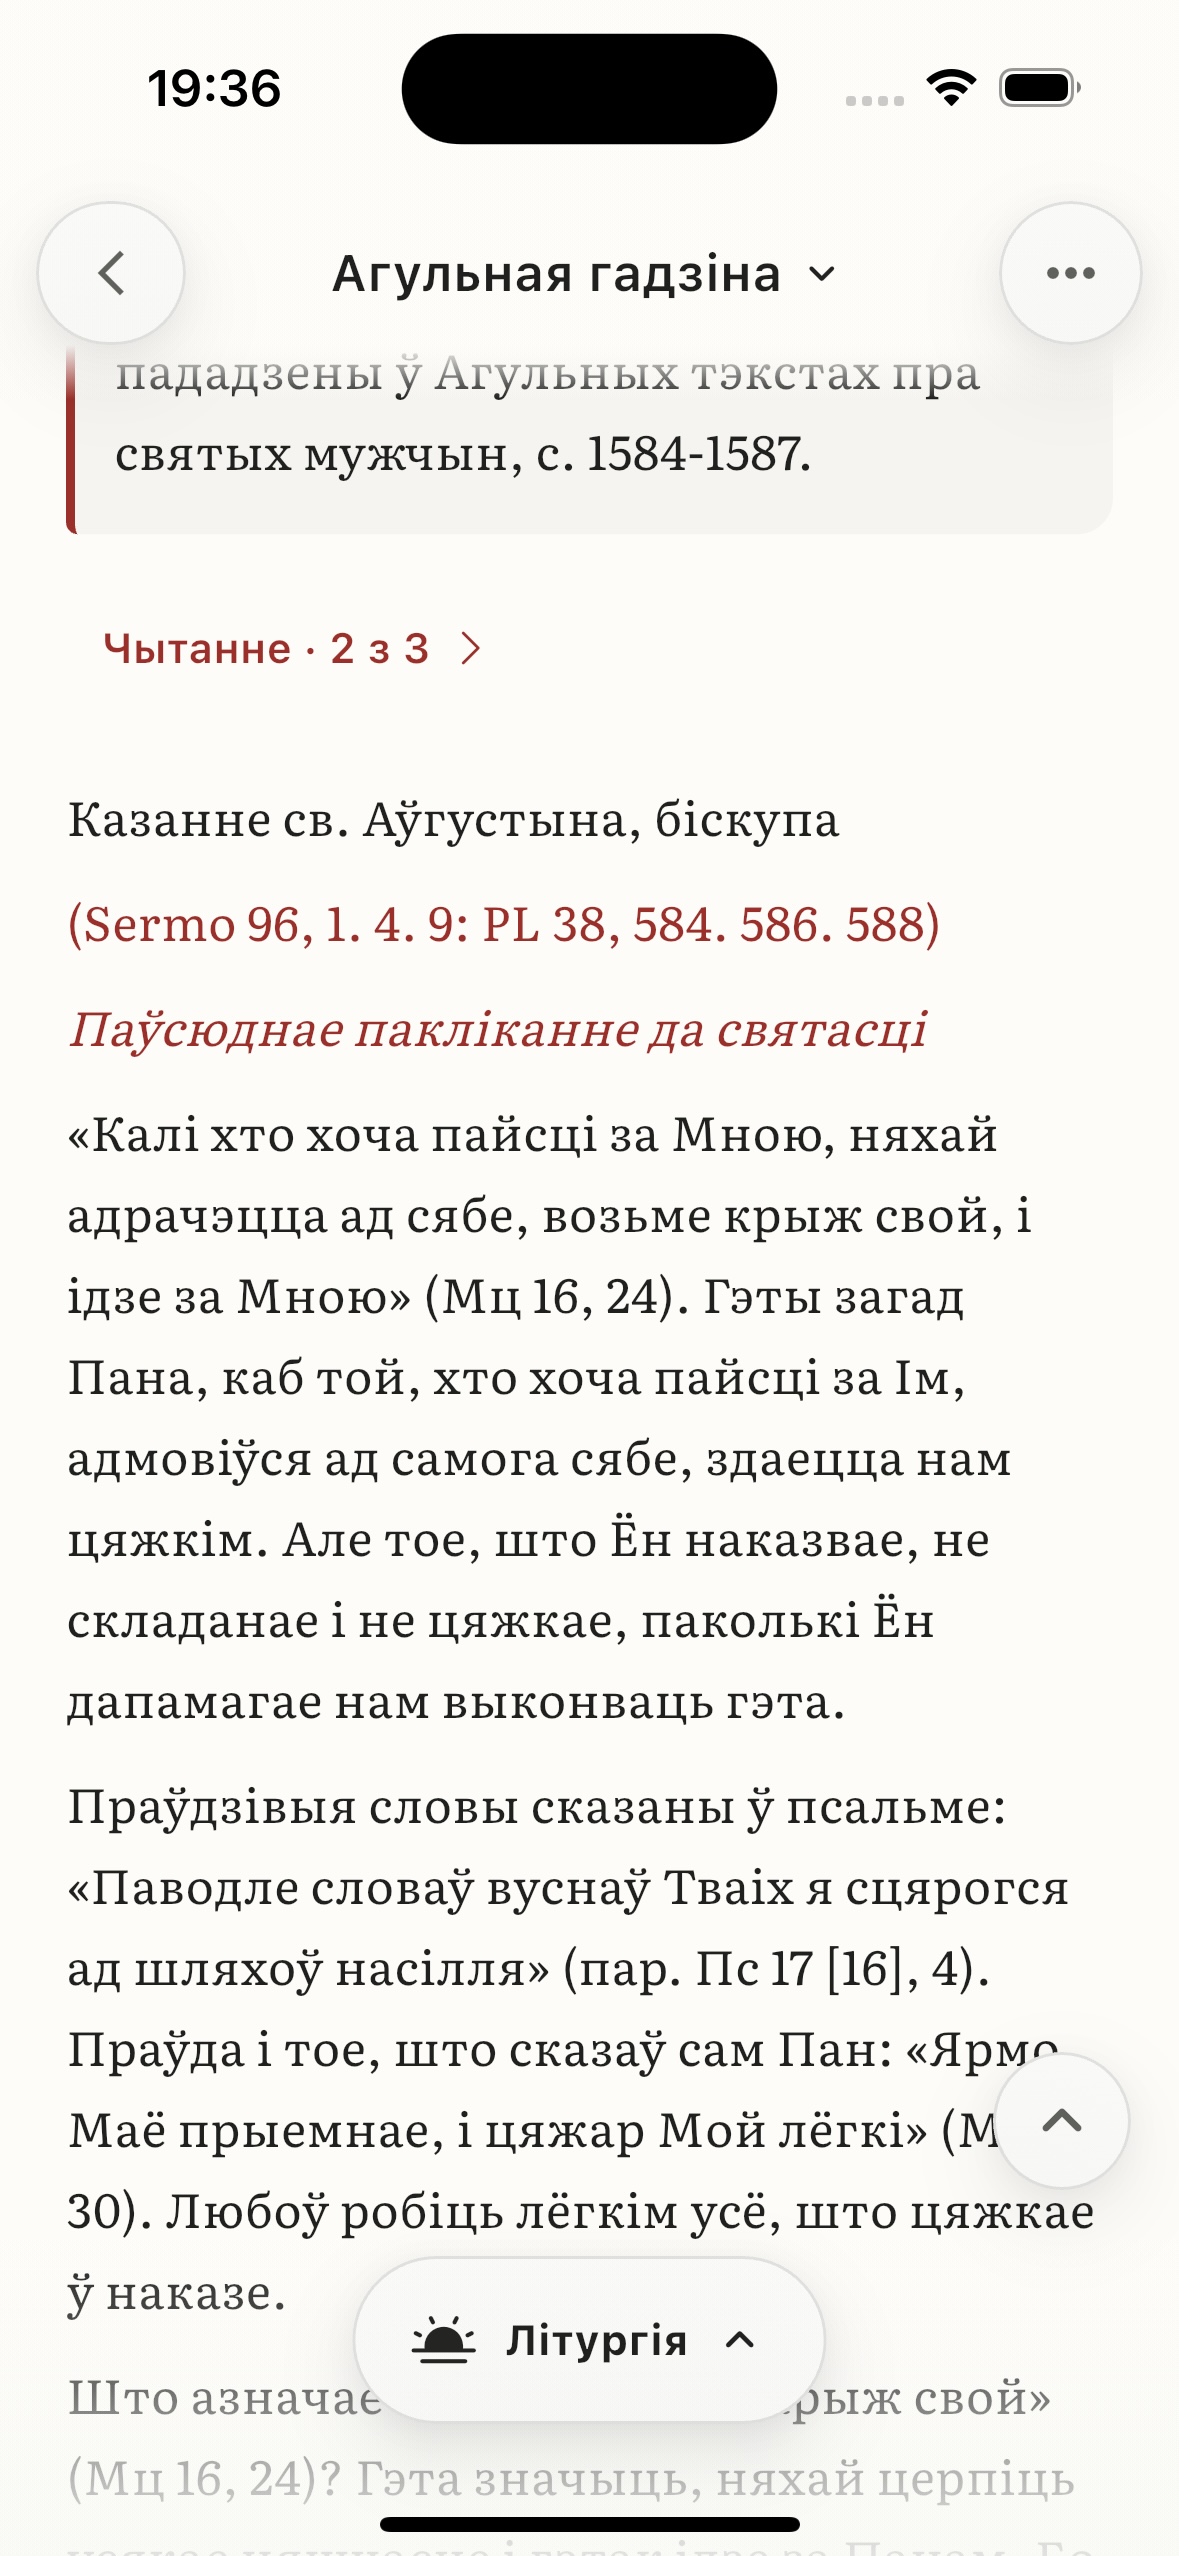 19:36
Агульная гадзіна
пададзены ў Агульных тэкстах пра
святых мужчын, с. 1584-1587.
Чытанне · 2 з 3
Казанне св. Аўгустына, біскупа
(Sermo 96, 1. 4. 9: PL 38, 584. 586. 588)
Паўсюднае пакліканне да святасці
«Калі хто хоча пайсці за Мною, няхай
адрачэцца ад сябе, возьме крыж свой, і
ідзе за Мною» (Мц 16, 24). Гэты загад
Пана, каб той, хто хоча пайсці за Ім,
адмовіўся ад самога сябе, здаецца нам
цяжкім. Але тое, што Ён наказвае, не
складанае і не цяжкае, паколькі Ён
дапамагае нам выконваць гэта.
Праўдзівыя словы сказаны ў псальме:
«Паводле словаў вуснаў Тваіх я сцярогся
ад шляхоў насілля» (пар. Пс 17 [16], 4).
Праўда і тое, што сказаў сам Пан: «Ярмо
Маё прыемнае, і цяжар Мой лёгкі»
30). Любоў робіць лёгкім усё, што цяжкае
ў наказе.
Літургія
Што азначае свой»
(Мц 16, 24)? Гэта значыць, няхай церпіць